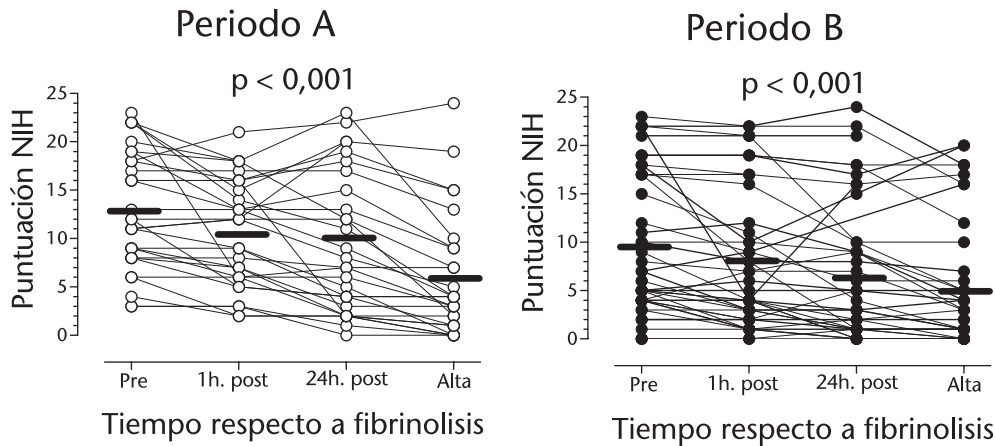 Periodo A
p < 0,001
Puntuación NIH
25
20
15
10
5
0
Pre 1h. post 24h. post Alta
Tiempo respecto a fibrinolisis
Periodo B
p < 0,001
Puntuación NIH
25
20
15
10
5
0
Pre 1h. post 24h. post Alta
Tiempo respecto a fibrinolisis